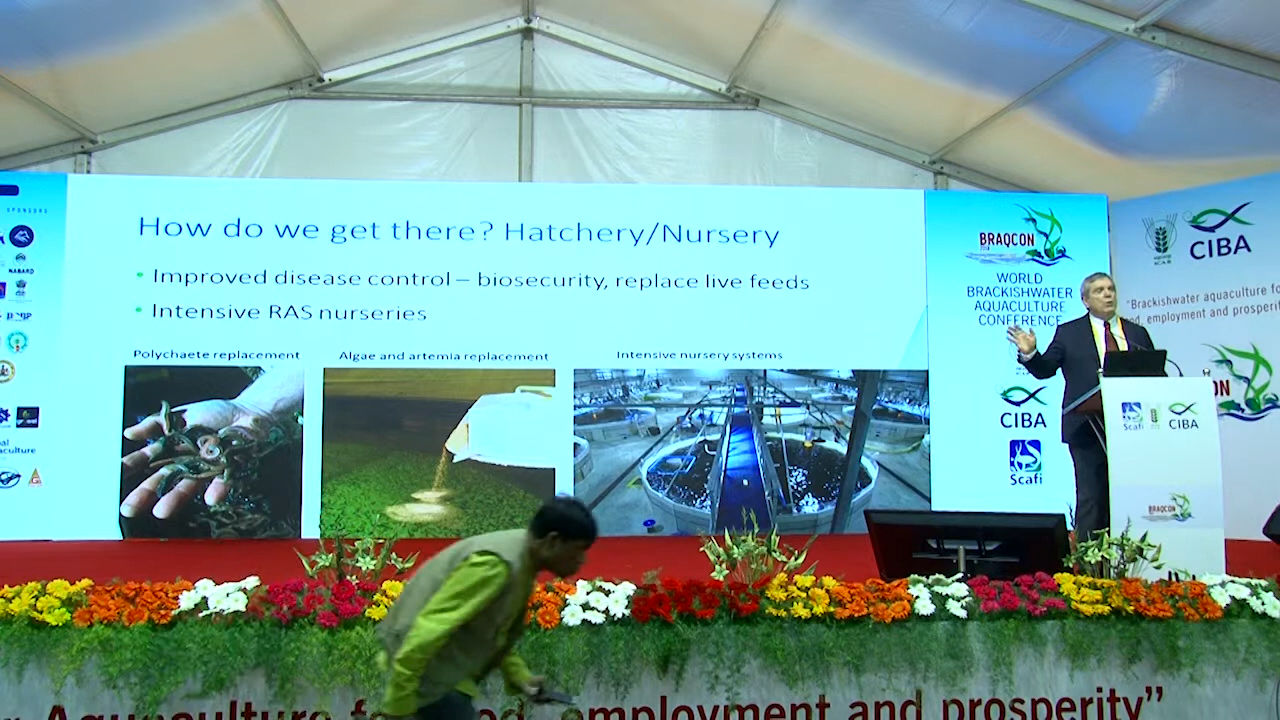 SPONSORS
NABARD
How do we get there? Hatchery/Nursery
• Improved disease control – biosecurity, replace live feeds
• Intensive RAS nurseries
Polychaete replacement
Algae and artemia replacement
Intensive nursery systems
BRAQCON
WORLD
BRACKISHWATER
AQUACULTURE
CONFERENCE
CIBA
Scafi
CIBA
"Brackishwater aquaculture
employment and prosperity
Scafi
CIBA
BRAQCON
Aquaculture employment and prosperity"